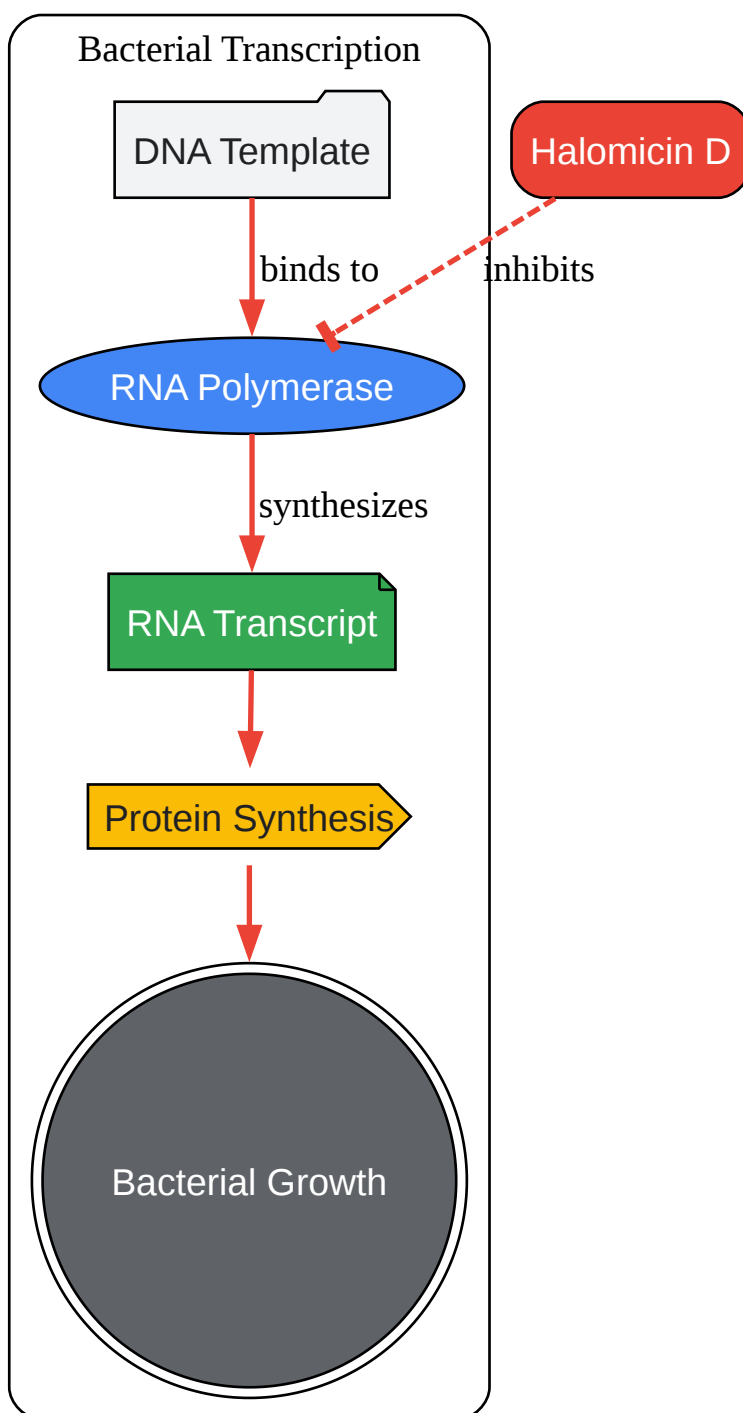 Bacterial Transcription
DNA Template
Halomicin D
binds to
inhibits
RNA Polymerase
synthesizes
RNA Transcript
Protein Synthesis
Bacterial Growth